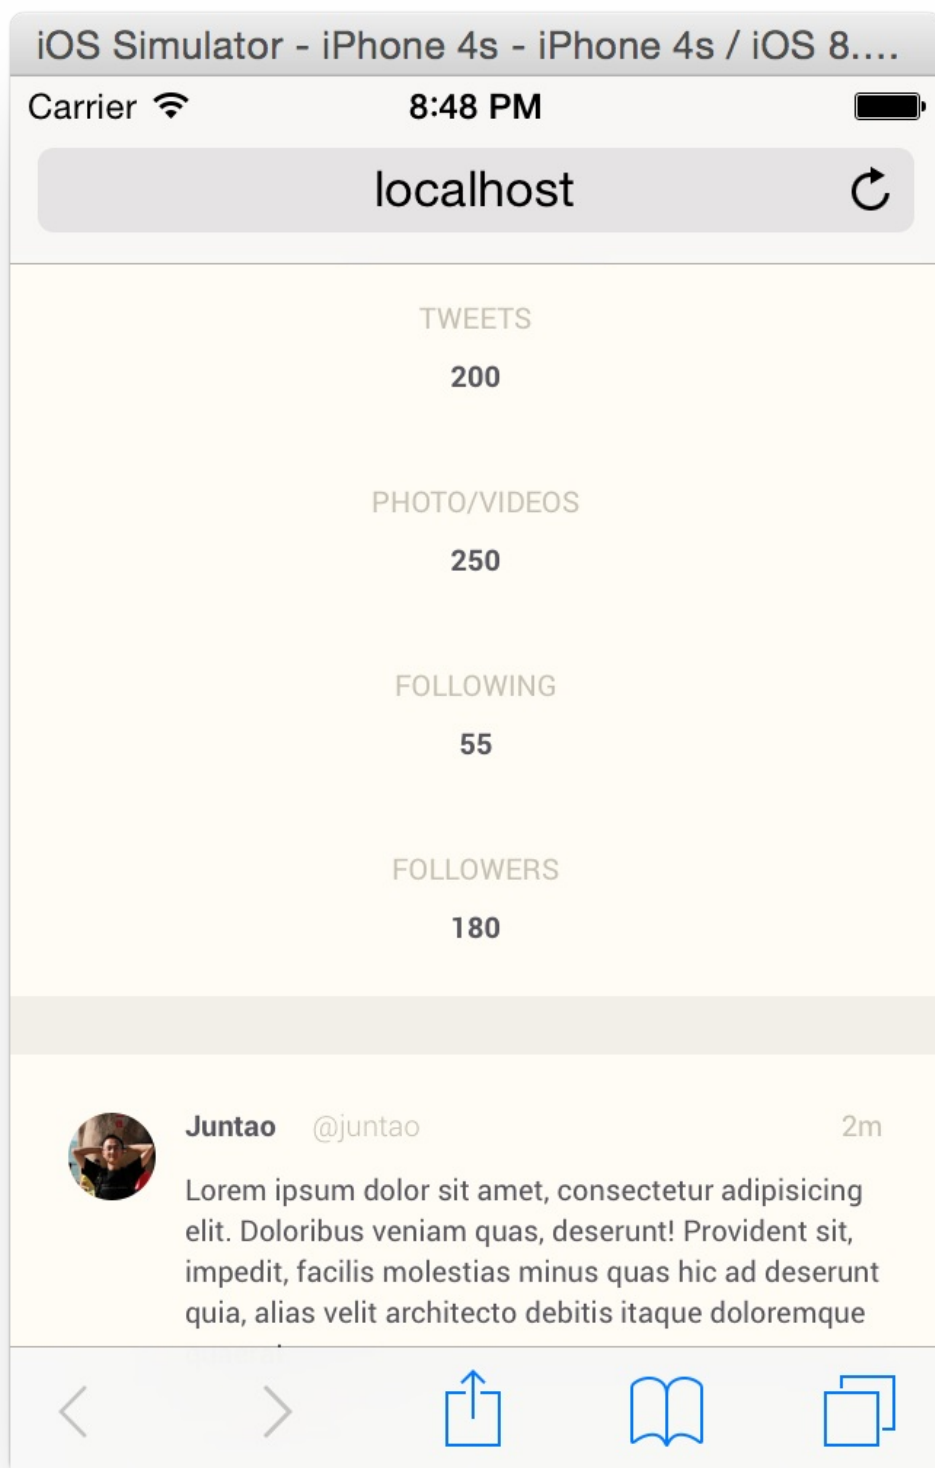 iOS Simulator - iPhone 4s - iPhone 4s / iOS 8....
Carrier 8:48 PM
localhost
TWEETS
200
PHOTO/VIDEOS
250
FOLLOWING
55
FOLLOWERS
180
Juntao @juntao 2m
Lorem ipsum dolor sit amet, consectetur adipisicing
elit. Doloribus veniam quas, deserunt! Provident sit,
impedit, facilis molestias minus quas hic ad deserunt
quia, alias velit architecto debitis itaque doloremque